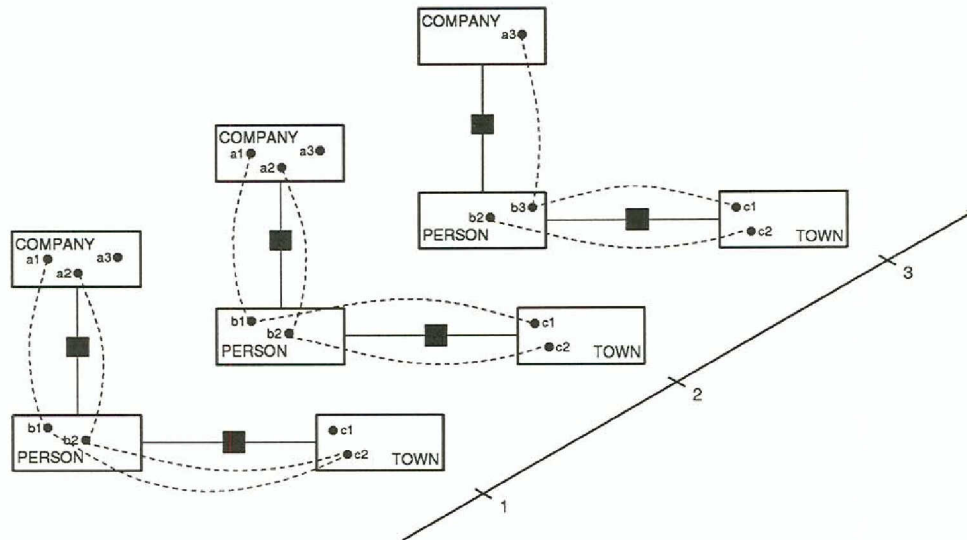 COMPANY
a3
b3
b2
PERSON
c1
c2
TOWN
3
COMPANY
a1
a3
a2
b1
b2
PERSON
c1
c2
TOWN
2
COMPANY
a1
a3
a2
b1
b2
PERSON
c1
c2
TOWN
1